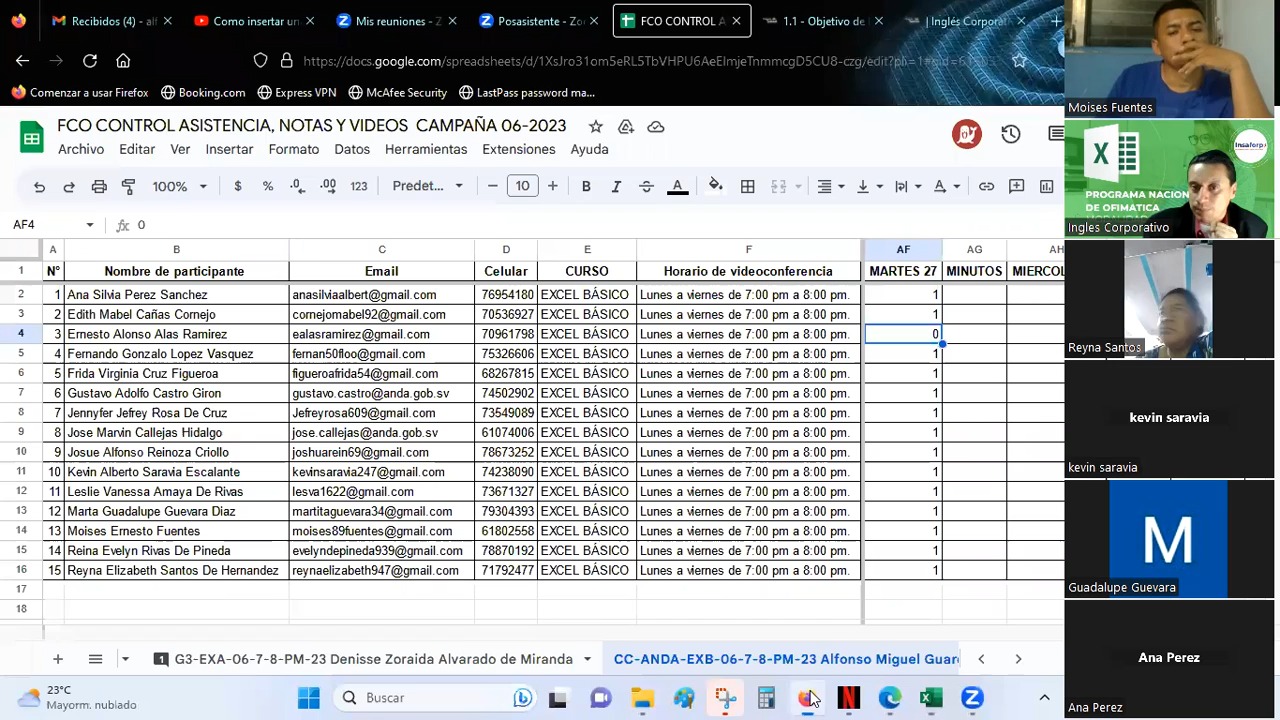 Recibidos (4) - alf
Como insertar un
Mis reuniones - Z
Posasistente - Zo
FCO CONTROL A
1.1 - Objetivo de
| Inglés Corporat
Comenzar a usar Firefox
Booking.com
Express VPN
McAfee Security
LastPass password ma...
FCO CONTROL ASISTENCIA, NOTAS Y VIDEOS CAMPAÑA 06-2023
Archivo Editar Ver Insertar Formato Datos Herramientas Extensiones Ayuda
100% $ % .0 .00 123 Predet... 10 B I A
AF4 fx 0
A B C D E F AF AG AH
1 N° Nombre de participante Email Celular CURSO Horario de videoconferencia MARTES 27 MINUTOS MIERCOL
2 1 Ana Silvia Perez Sanchez anasilviaalbert@gmail.com 76954180 EXCEL BÁSICO Lunes a viernes de 7:00 pm a 8:00 pm. 1
3 2 Edith Mabel Cañas Cornejo cornejomabel92@gmail.com 70536927 EXCEL BÁSICO Lunes a viernes de 7:00 pm a 8:00 pm. 1
4 3 Ernesto Alonso Alas Ramirez ealasramirez@gmail.com 70961798 EXCEL BÁSICO Lunes a viernes de 7:00 pm a 8:00 pm. 0
5 4 Fernando Gonzalo Lopez Vasquez fernan50floo@gmail.com 75326606 EXCEL BÁSICO Lunes a viernes de 7:00 pm a 8:00 pm. 1
6 5 Frida Virginia Cruz Figueroa figueroafrida54@gmail.com 68267815 EXCEL BÁSICO Lunes a viernes de 7:00 pm a 8:00 pm. 1
7 6 Gustavo Adolfo Castro Giron gustavo.castro@anda.gob.sv 74502902 EXCEL BÁSICO Lunes a viernes de 7:00 pm a 8:00 pm. 1
8 7 Jennyfer Jefrey Rosa De Cruz Jefreyrosa609@gmail.com 73549089 EXCEL BÁSICO Lunes a viernes de 7:00 pm a 8:00 pm. 1
9 8 Jose Marvin Callejas Hidalgo jose.callejas@anda.gob.sv 61074006 EXCEL BÁSICO Lunes a viernes de 7:00 pm a 8:00 pm. 1
10 9 Josue Alfonso Reinoza Criollo joshuarein69@gmail.com 78673252 EXCEL BÁSICO Lunes a viernes de 7:00 pm a 8:00 pm. 1
11 10 Kevin Alberto Saravia Escalante kevinsaravia247@gmail.com 74238090 EXCEL BÁSICO Lunes a viernes de 7:00 pm a 8:00 pm. 1
12 11 Leslie Vanessa Amaya De Rivas lesva1622@gmail.com 73671327 EXCEL BÁSICO Lunes a viernes de 7:00 pm a 8:00 pm. 1
13 12 Marta Guadalupe Guevara Diaz martitaguevara34@gmail.com 79304393 EXCEL BÁSICO Lunes a viernes de 7:00 pm a 8:00 pm. 1
14 13 Moises Ernesto Fuentes moises89fuentes@gmail.com 61802558 EXCEL BÁSICO Lunes a viernes de 7:00 pm a 8:00 pm. 1
15 14 Reina Evelyn Rivas De Pineda evelyndepineda939@gmail.com 78870192 EXCEL BÁSICO Lunes a viernes de 7:00 pm a 8:00 pm. 1
16 15 Reyna Elizabeth Santos De Hernandez reynaelizabeth947@gmail.com 71792477 EXCEL BÁSICO Lunes a viernes de 7:00 pm a 8:00 pm. 1
17
18
1 G3-EXA-06-7-8-PM-23 Denisse Zoraida Alvarado de Miranda
CC-ANDA-EXB-06-7-8-PM-23 Alfonso Miguel Guar
23°C
Mayorm. nublado
Buscar
Moises Fuentes
Insaforp
PROGRAMA NACION
DE OFIMATICA
Ingles Corporativo
Reyna Santos
kevin saravia
kevin saravia
M
Guadalupe Guevara
Ana Perez
Ana Perez